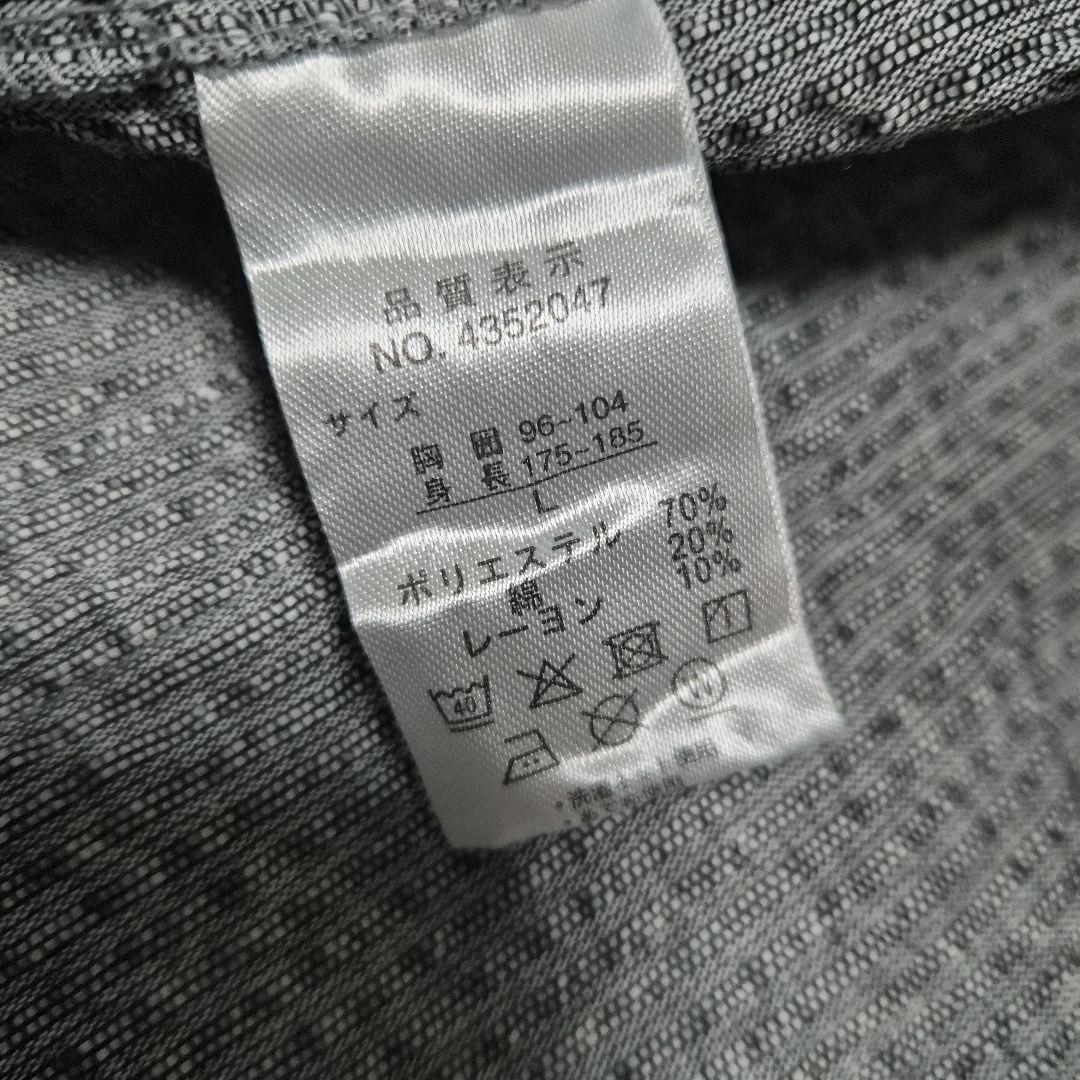 品質表示
NO. 4352047
サイズ
胸 囲 96~104
身 長 175~185
L
ポリエステル 70%
綿 20%
レーヨン 10%
40
W